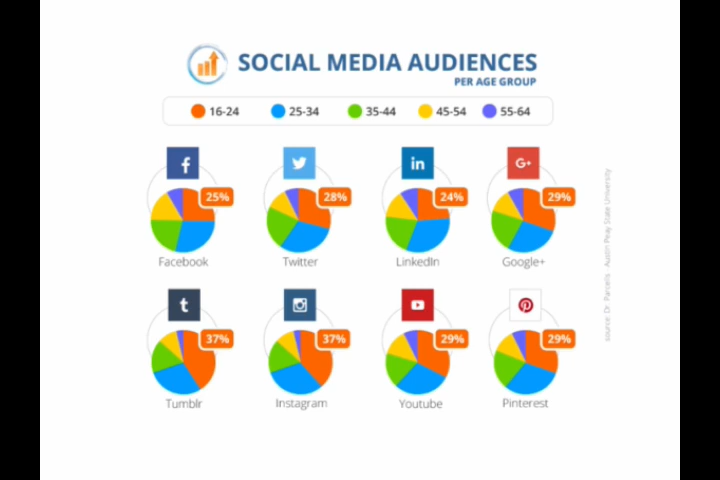 SOCIAL MEDIA AUDIENCES
PER AGE GROUP
16-24 25-34 35-44 45-54 55-64
f in G+
25% 28% 24% 29%
Facebook Twitter LinkedIn Google+
t
37% 37% 29% 29%
Tumblr Instagram Youtube Pinterest
source: Dr. Parcells - Austin Peay State University